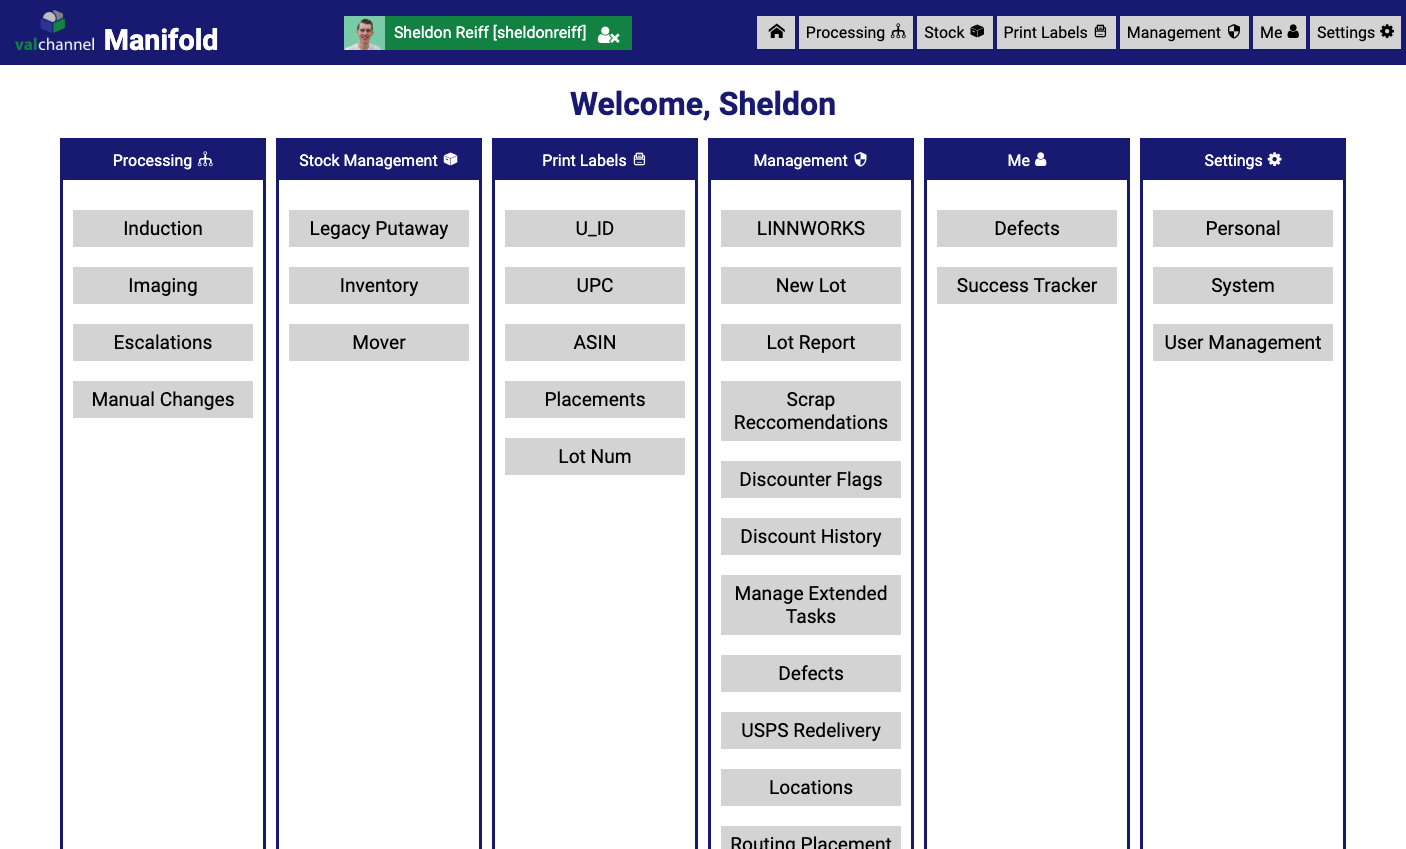 valchannel Manifold
Sheldon Reiff [sheldonreiff]
Processing
Stock
Print Labels
Management
Me
Settings
Welcome, Sheldon
Processing
Induction
Imaging
Escalations
Manual Changes
Stock Management
Legacy Putaway
Inventory
Mover
Print Labels
U_ID
UPC
ASIN
Placements
Lot Num
Management
LINNWORKS
New Lot
Lot Report
Scrap
Reccomendations
Discounter Flags
Discount History
Manage Extended
Tasks
Defects
USPS Redelivery
Locations
Routing Placement
Me
Defects
Success Tracker
Settings
Personal
System
User Management